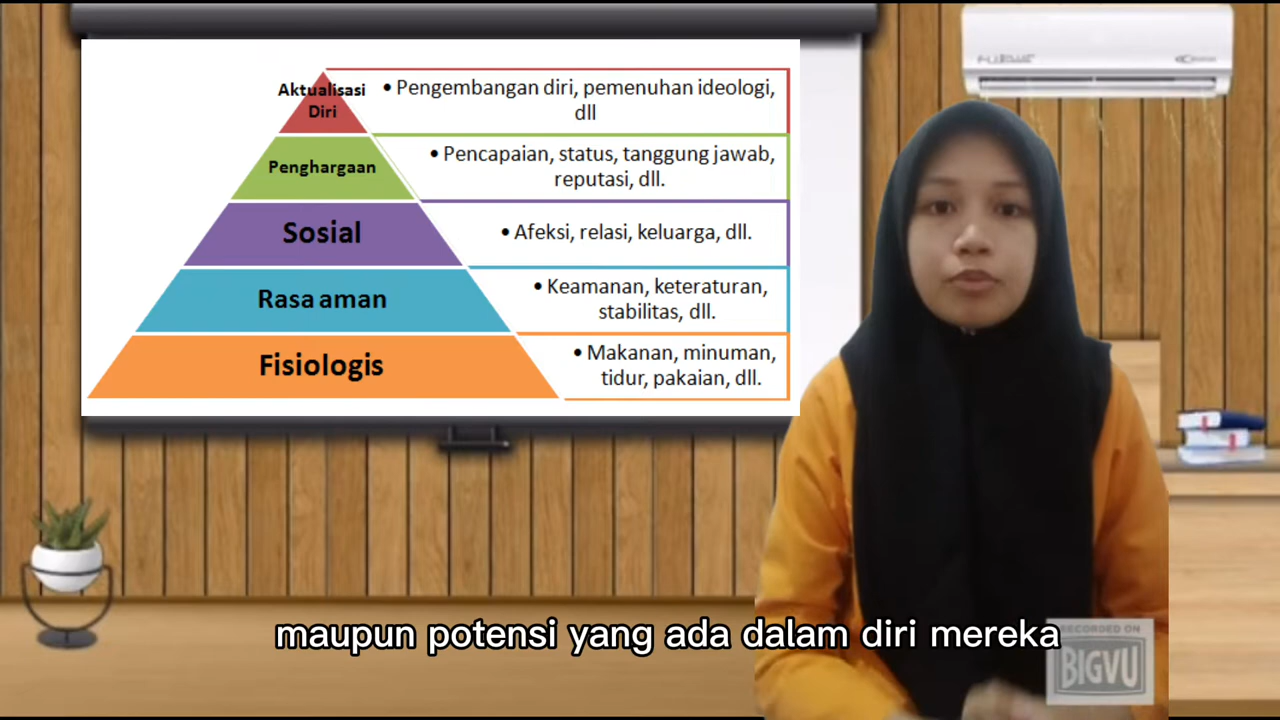 Aktualisasi
Diri
• Pengembangan diri, pemenuhan ideologi,
dll
Penghargaan
• Pencapaian, status, tanggung jawab,
reputasi, dll.
Sosial
• Afeksi, relasi, keluarga, dll.
Rasa aman
• Keamanan, keteraturan,
stabilitas, dll.
Fisiologis
• Makanan, minuman,
tidur, pakaian, dll.
maupun potensi yang ada dalam diri mereka
RECORDED ON
BIGVU